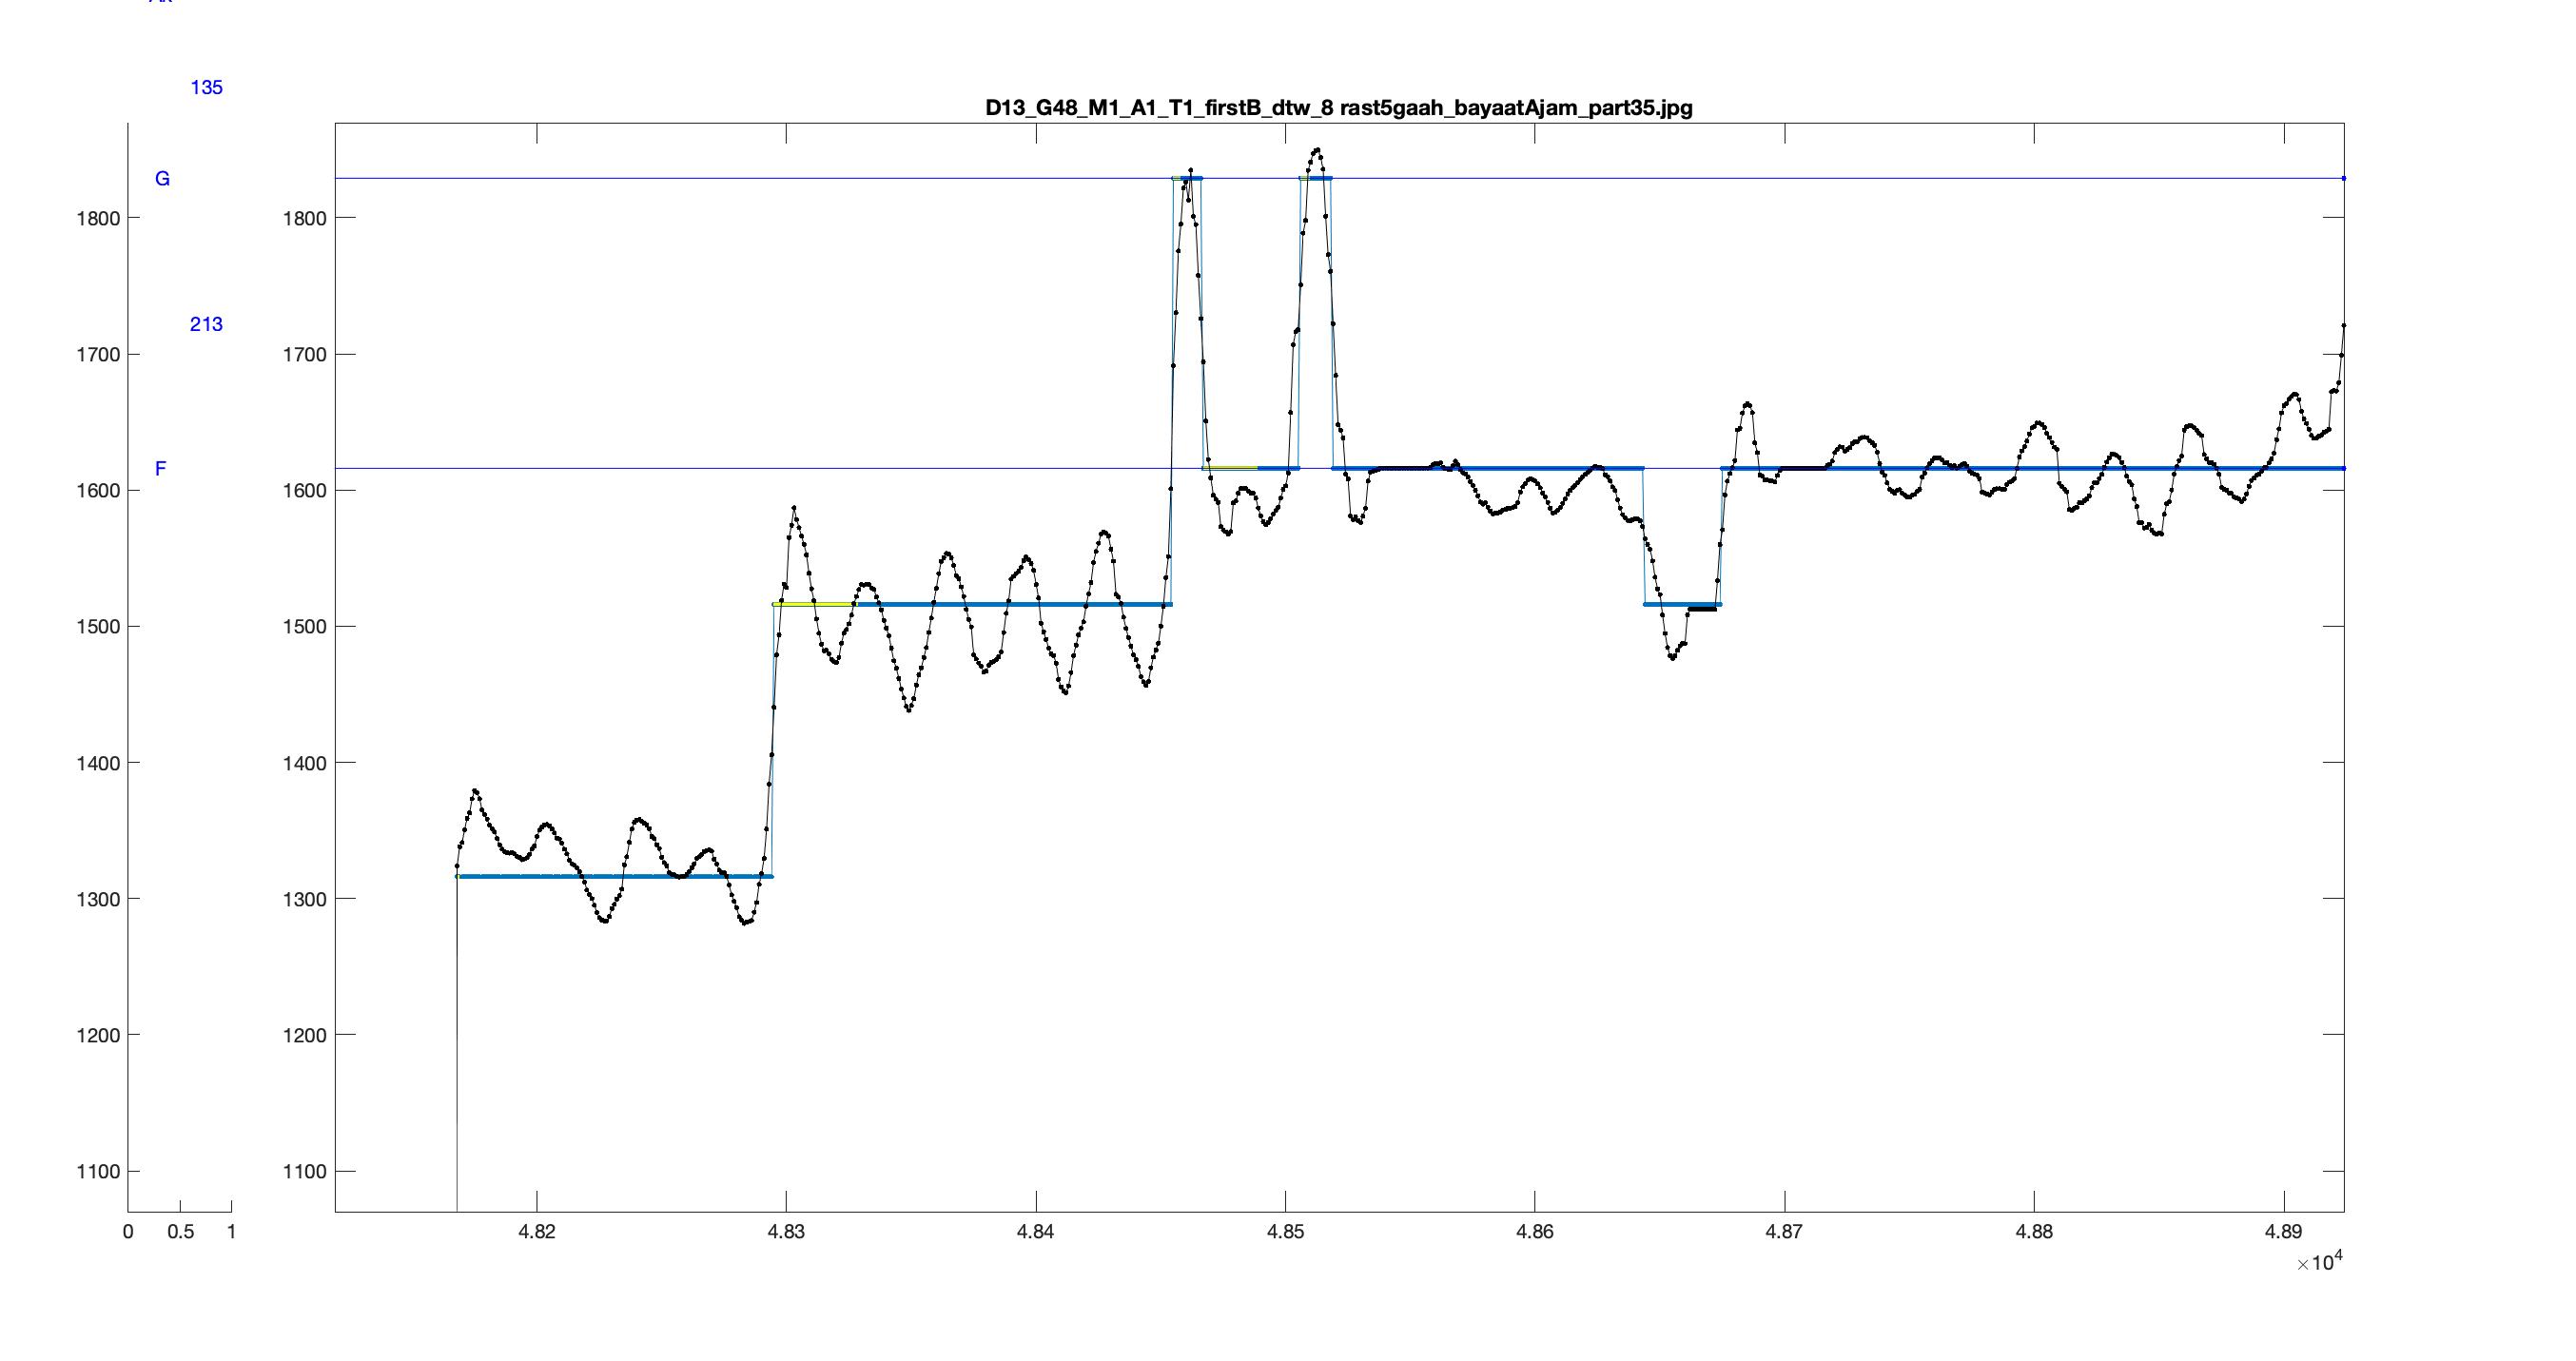 135
D13_G48_M1_A1_T1_firstB_dtw_8 rast5gaah_bayaatAjam_part35.jpg
G
1800 1800
213
1700 1700
F
1600 1600
1500 1500
1400 1400
1300 1300
1200 1200
1100 1100
0 0.5 1 4.82 4.83 4.84 4.85 4.86 4.87 4.88 4.89
×10⁴